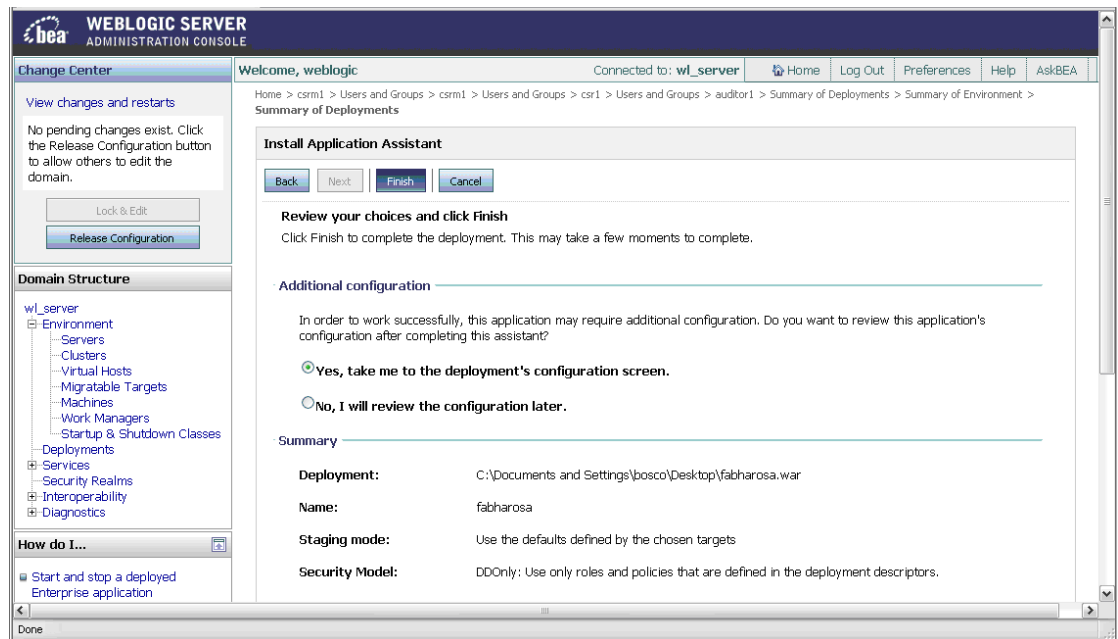 bea
WEBLOGIC SERVER
ADMINISTRATION CONSOLE
Change Center
View changes and restarts
No pending changes exist. Click
the Release Configuration button
to allow others to edit the
domain.
Lock & Edit
Release Configuration
Domain Structure
wl_server
Environment
Servers
Clusters
Virtual Hosts
Migratable Targets
Machines
Work Managers
Startup & Shutdown Classes
Deployments
Services
Security Realms
Interoperability
Diagnostics
How do I...
Start and stop a deployed
Enterprise application
Welcome, weblogic
Connected to: wl_server
Home
Log Out
Preferences
Help
AskBEA
Home > csrm1 > Users and Groups > csrm1 > Users and Groups > csr1 > Users and Groups > auditor1 > Summary of Deployments > Summary of Environment >
Summary of Deployments
Install Application Assistant
Back
Next
Finish
Cancel
Review your choices and click Finish
Click Finish to complete the deployment. This may take a few moments to complete.
Additional configuration
In order to work successfully, this application may require additional configuration. Do you want to review this application's
configuration after completing this assistant?
Yes, take me to the deployment's configuration screen.
No, I will review the configuration later.
Summary
Deployment: C:\Documents and Settings\bosco\Desktop\fabharosa.war
Name: fabharosa
Staging mode: Use the defaults defined by the chosen targets
Security Model: DDOnly: Use only roles and policies that are defined in the deployment descriptors.
Done